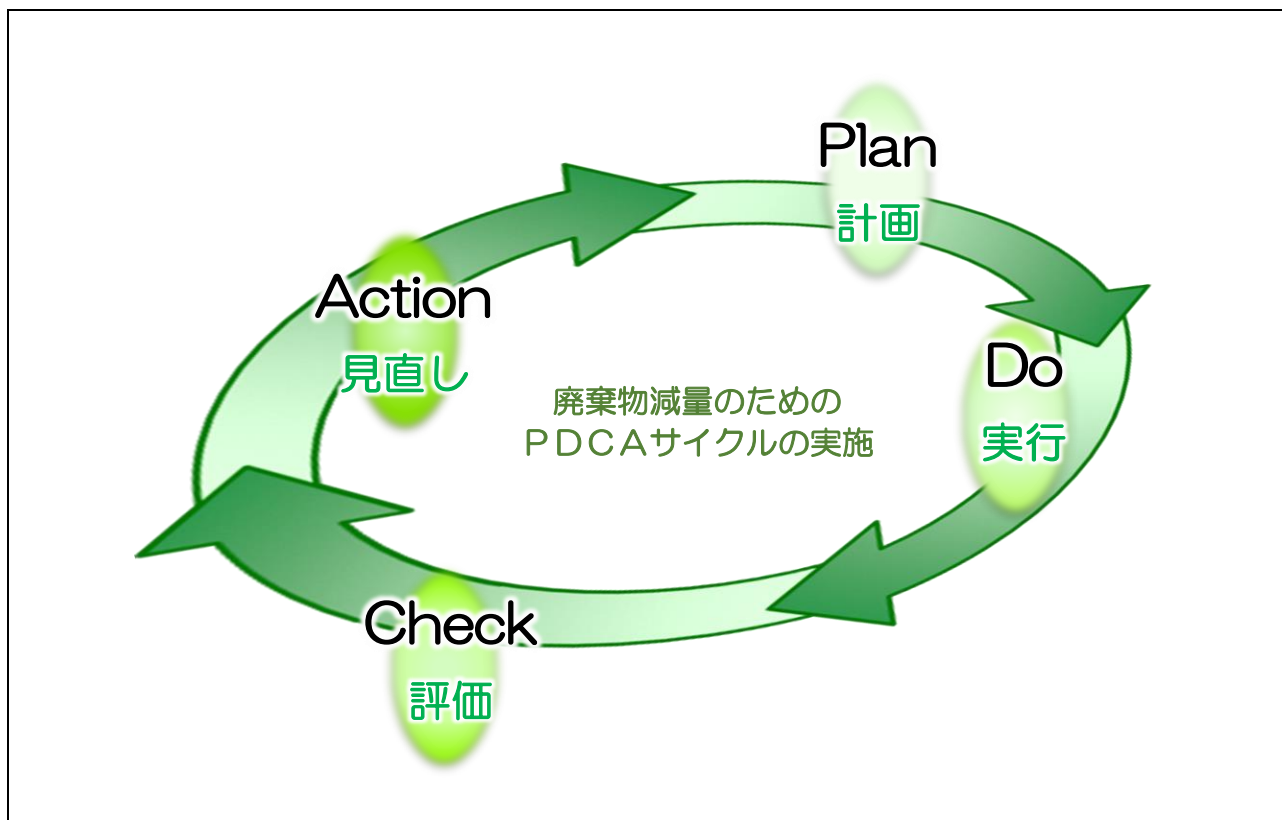 Plan
計画
Do
実行
Check
評価
Action
見直し
廃棄物減量のための
ＰＤＣＡサイクルの実施